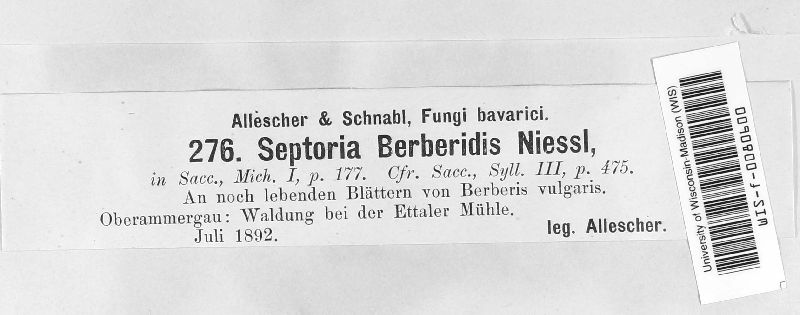 Allescher & Schnabl, Fungi bavarici.
276. Septoria Berberidis Niessl,
in Sacc., Mich. I, p. 177. Cfr. Sacc., Syll. III, p. 475.
An noch lebenden Blättern von Berberis vulgaris.
Oberammergau: Waldung bei der Ettaler Mühle.
Juli 1892.
leg. Allescher.
University of Wisconsin-Madison (WIS)
WIS-f-0080600